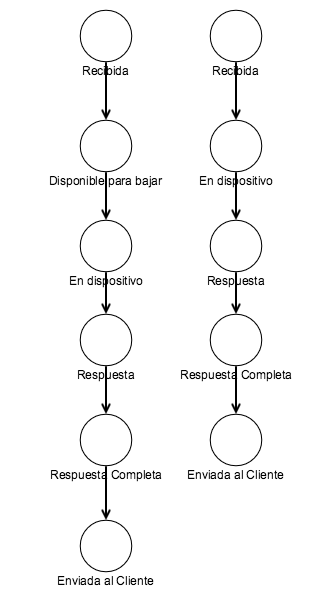 Recibida
Disponible para bajar
En dispositivo
Respuesta
Respuesta Completa
Enviada al Cliente
Recibida
En dispositivo
Respuesta
Respuesta Completa
Enviada al Cliente